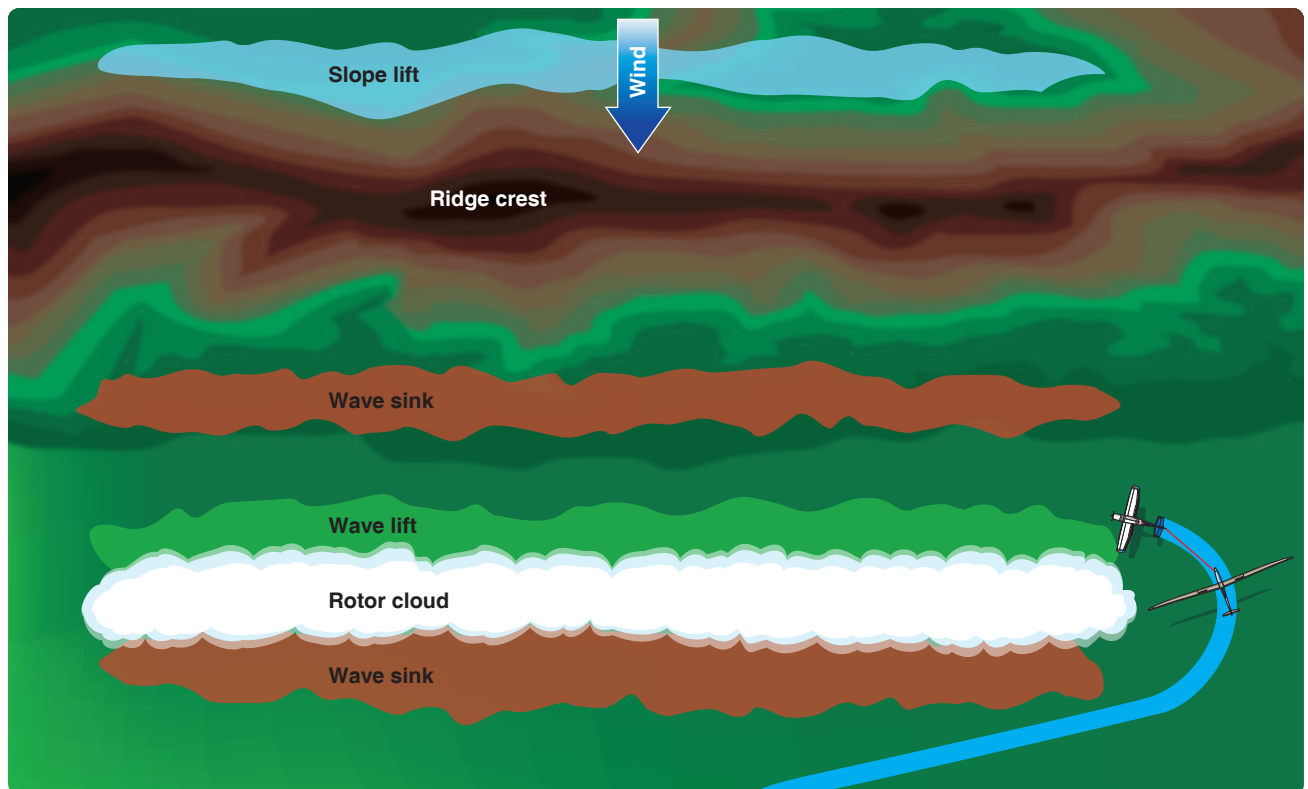 Slope lift
Wind
Ridge crest
Wave sink
Wave lift
Rotor cloud
Wave sink